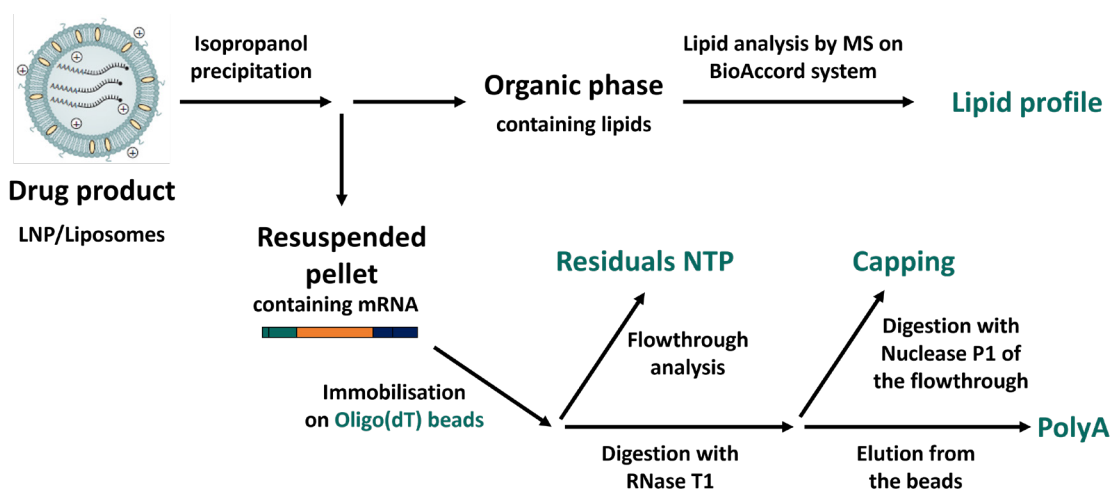 Isopropanol
precipitation
Lipid analysis by MS on
BioAccord system
Organic phase
containing lipids
Lipid profile
Drug product
LNP/Liposomes
Resuspended
pellet
containing mRNA
Residuals NTP
Capping
Flowthrough
analysis
Digestion with
Nuclease P1 of
the flowthrough
Immobilisation
on Oligo(dT) beads
PolyA
Digestion with
RNase T1
Elution from
the beads